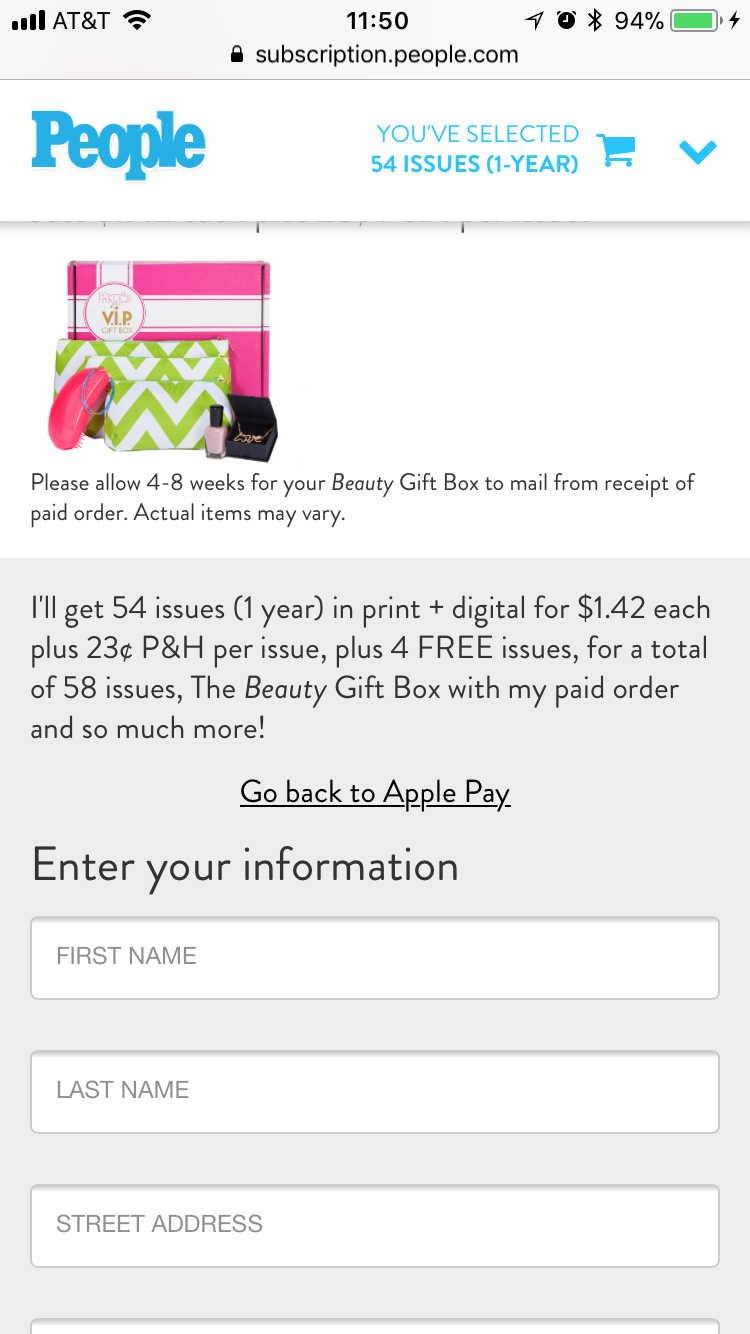 AT&T 11:50 94%
subscription.people.com
People
YOU'VE SELECTED
54 ISSUES (1-YEAR)
People
V.I.P.
GIFT BOX
love
Please allow 4-8 weeks for your Beauty Gift Box to mail from receipt of
paid order. Actual items may vary.
I'll get 54 issues (1 year) in print + digital for $1.42 each
plus 23¢ P&H per issue, plus 4 FREE issues, for a total
of 58 issues, The Beauty Gift Box with my paid order
and so much more!
Go back to Apple Pay
Enter your information
FIRST NAME
LAST NAME
STREET ADDRESS